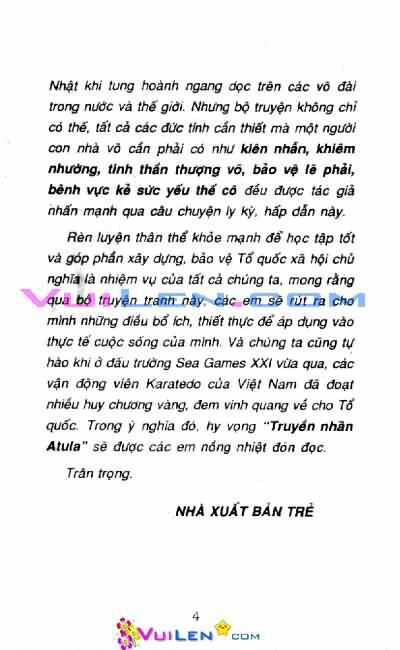 Nhật khi tung hoành ngang dọc trên các võ đài
trong nước và thế giới. Nhưng bộ truyện không chỉ
có thế, tất cả các đức tính cần thiết mà một người
con nhà võ cần phải có như kiên nhẫn, khiêm
nhường, tinh thần thượng võ, bảo vệ lẽ phải,
bênh vực kẻ sức yếu thế cô đều được tác giả
nhấn mạnh qua câu chuyện ly kỳ, hấp dẫn này.
Rèn luyện thân thể khỏe mạnh để học tập tốt
và góp phần xây dựng, bảo vệ Tổ quốc xã hội chủ
nghĩa là nhiệm vụ của tất cả chúng ta, mong rằng
VuiLen.com
qua bộ truyện tranh này, các em sẽ rút ra cho
mình những điều bổ ích, thiết thực để áp dụng vào
thực tế cuộc sống của mình. Và chúng ta cũng tự
hào khi ở đấu trường Sea Games XXI vừa qua, các
vận động viên Karatedo của Việt Nam đã đoạt
nhiều huy chương vàng, đem vinh quang về cho Tổ
quốc. Trong ý nghĩa đó, hy vọng "Truyền nhân
Atula" sẽ được các em nồng nhiệt đón đọc.
Trân trọng.
NHÀ XUẤT BẢN TRẺ
4
VuiLen.com